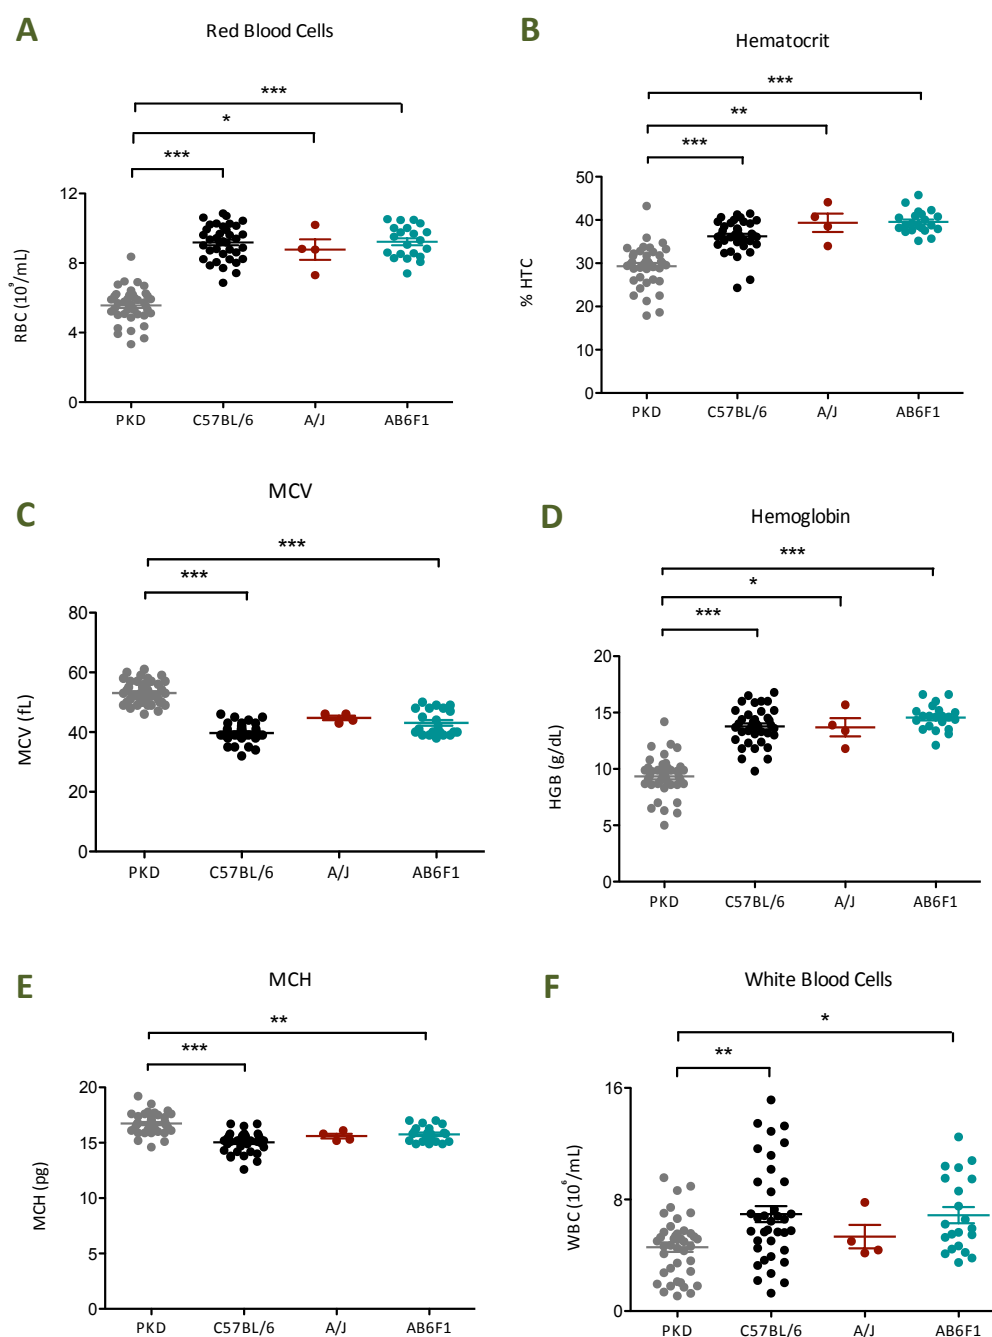 A
Red Blood Cells
***
*
***
RBC (10⁹/mL)
12
8
4
0
PKD C57BL/6 A/J AB6F1
B
Hematocrit
***
**
***
% HTC
50
40
30
20
10
0
PKD C57BL/6 A/J AB6F1
C
MCV
***
***
MCV (fL)
80
60
40
20
0
PKD C57BL/6 A/J AB6F1
D
Hemoglobin
***
*
***
HGB (g/dL)
20
15
10
5
0
PKD C57BL/6 A/J AB6F1
E
MCH
**
***
MCH (pg)
20
15
10
5
0
PKD C57BL/6 A/J AB6F1
F
White Blood Cells
*
**
WBC (10⁶/mL)
16
8
0
PKD C57BL/6 A/J AB6F1